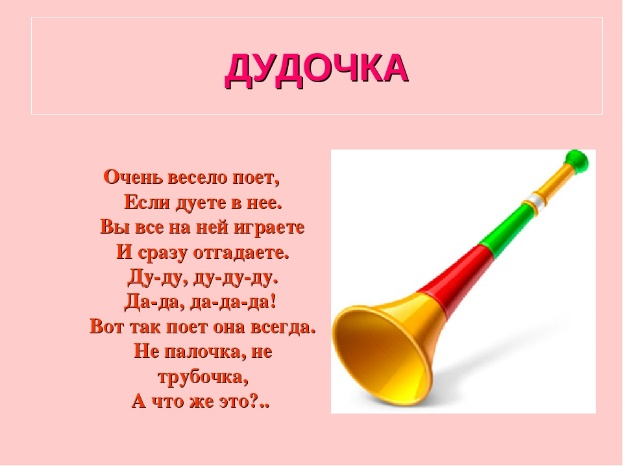 ДУДОЧКА
Очень весело поет,
Если дуете в нее.
Вы все на ней играете
И сразу отгадаете.
Ду-ду, ду-ду-ду.
Да-да, да-да-да!
Вот так поет она всегда.
Не палочка, не
трубочка,
А что же это?..